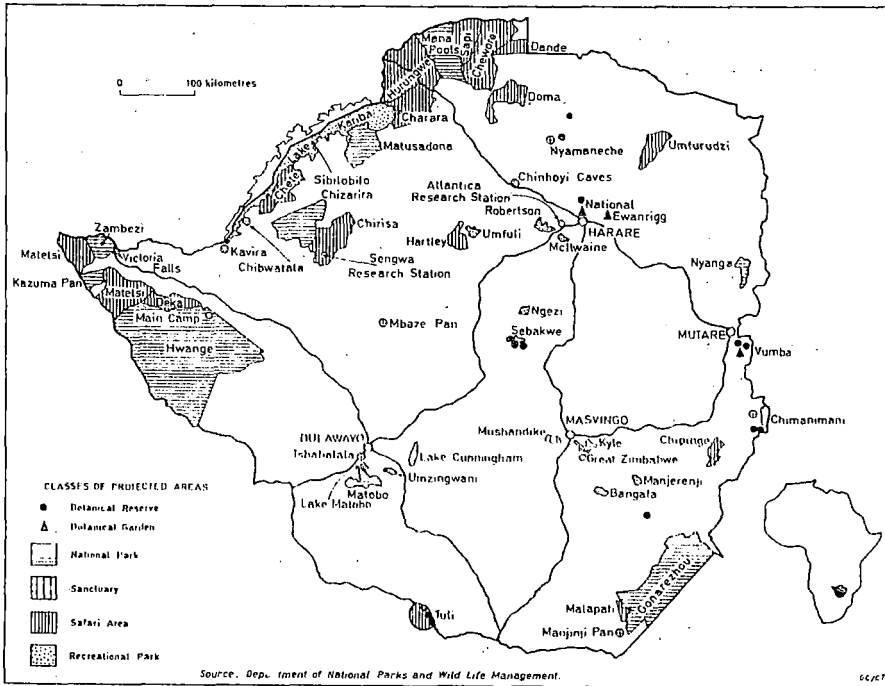 Mana
Pools
Sapi
Chewore
Dande
0 100 kilometres
Hurungwe
Doma
Charara
Lake Kariba
Matusadona
Nyamaneche
Umfurudzi
Sibilobilo
Chete
Chizarira
Chinhoyi Caves
Atlantica
Research Station
National
Ewanrigg
Robertson
HARARE
McIlwaine
Zambezi
Chirisa
Hartley
Umfuli
Matetsi
Victoria
Falls
Kavira
Chibwatala
Sengwa
Research Station
Nyanga
Kazuma Pan
Matetsi
Deka
Main Camp
Mbaze Pan
Ngezi
Sebakwe
MUTARE
Vumba
Hwange
Chimanimani
MASVINGO
Mushandike
Kyle
Great Zimbabwe
Chipinge
BULAWAYO
Tshabalala
Lake Cunningham
Umzingwani
Matobo
Lake Matobo
Manjerenji
Bangala
CLASSES OF PROTECTED AREAS
Botanical Reserve
Botanical Garden
National Park
Sanctuary
Safari Area
Recreational Park
Gonarezhou
Malapati
Manjinji Pan
Tuli
Source. Department of National Parks and Wild Life Management.